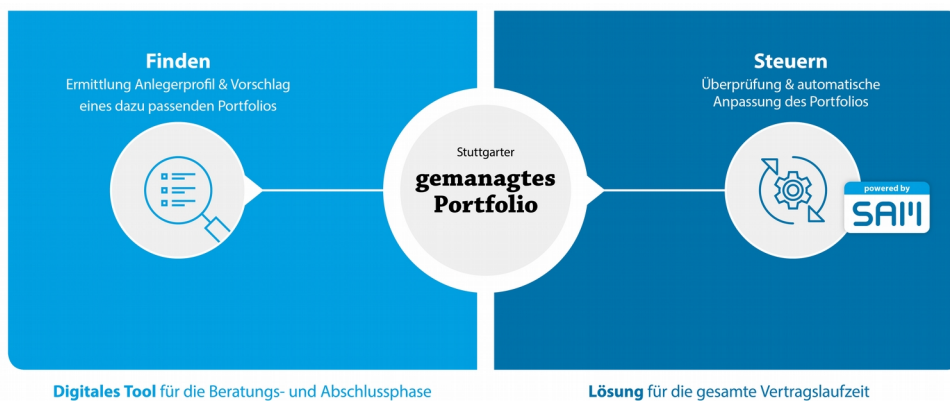 Finden
Ermittlung Anlegerprofil & Vorschlag
eines dazu passenden Portfolios
Stuttgarter
gemanagtes
Portfolio
Steuern
Überprüfung & automatische
Anpassung des Portfolios
powered by
SAM
Digitales Tool für die Beratungs- und Abschlussphase
Lösung für die gesamte Vertragslaufzeit